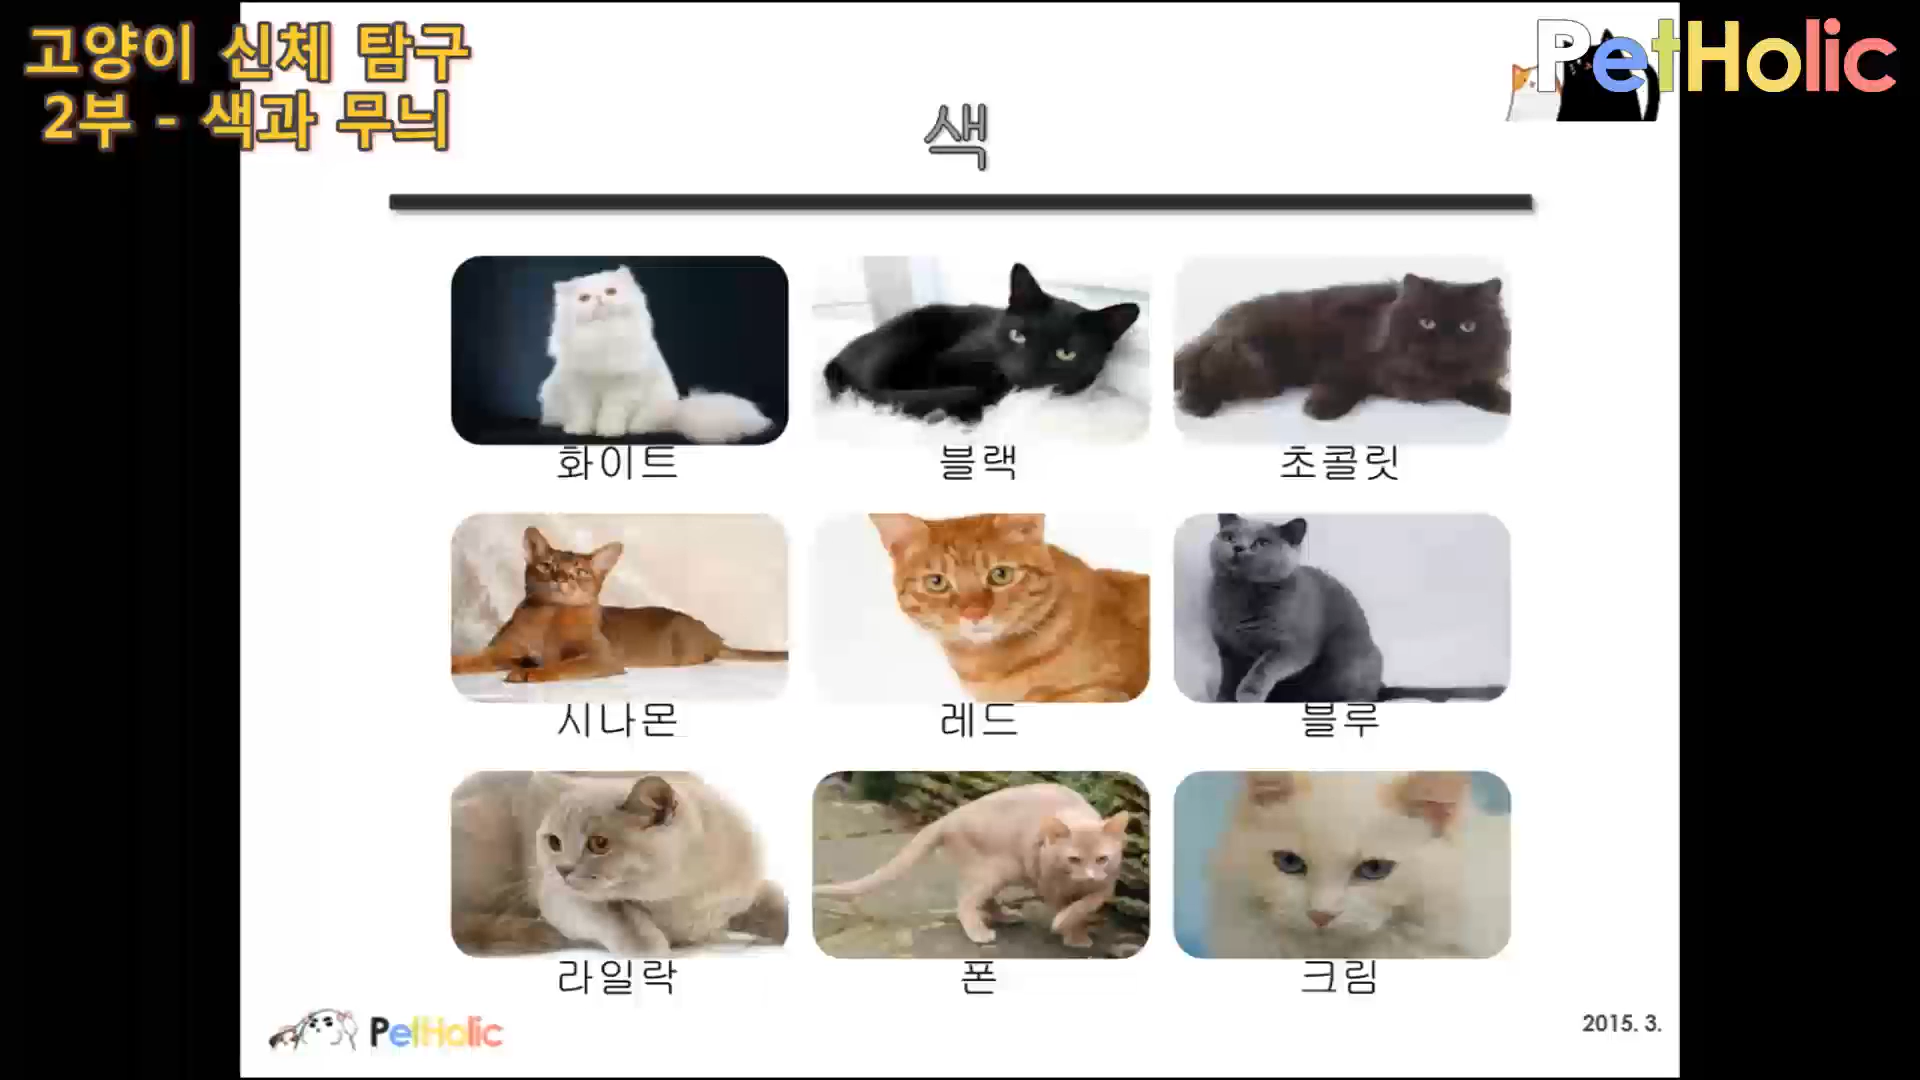 고양이 신체 탐구
2부 - 색과 무늬
PetHolic
색
화이트
블랙
초콜릿
시나몬
레드
블루
라일락
폰
크림
PetHolic
2015. 3.